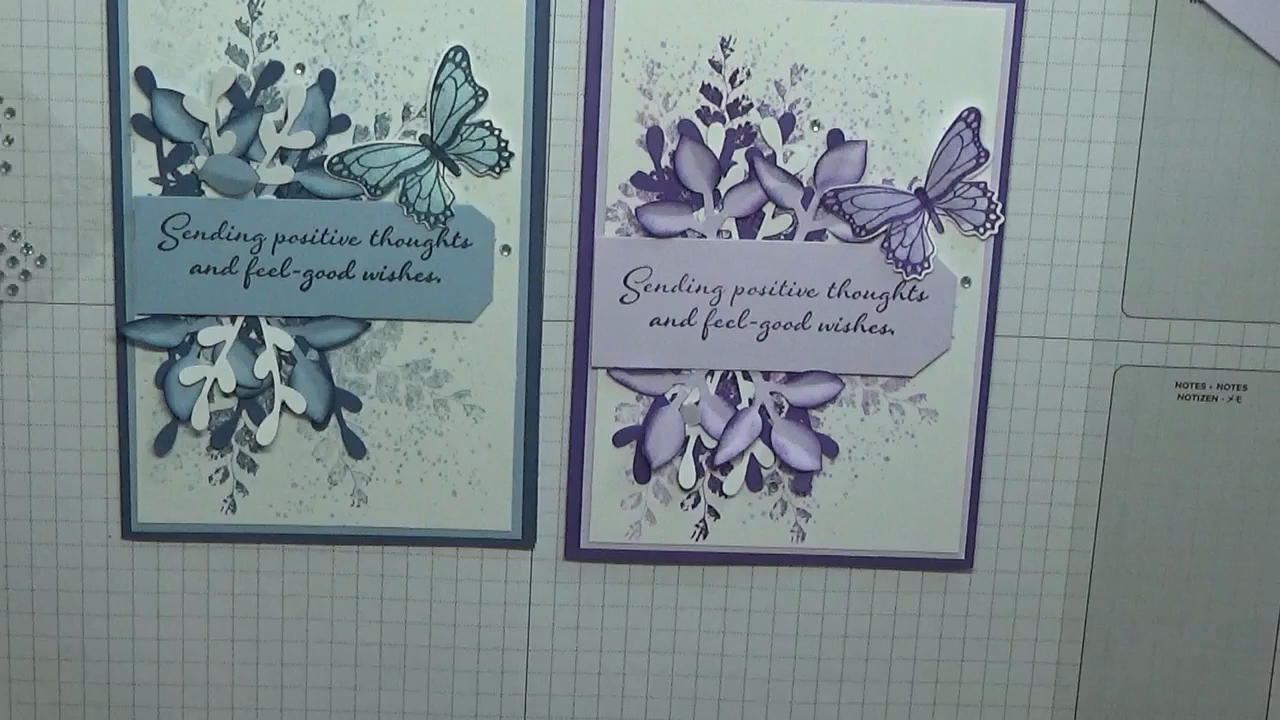 Sending positive thoughts
and feel-good wishes.
Sending positive thoughts
and feel-good wishes.
NOTES • NOTES
NOTIZEN • メモ